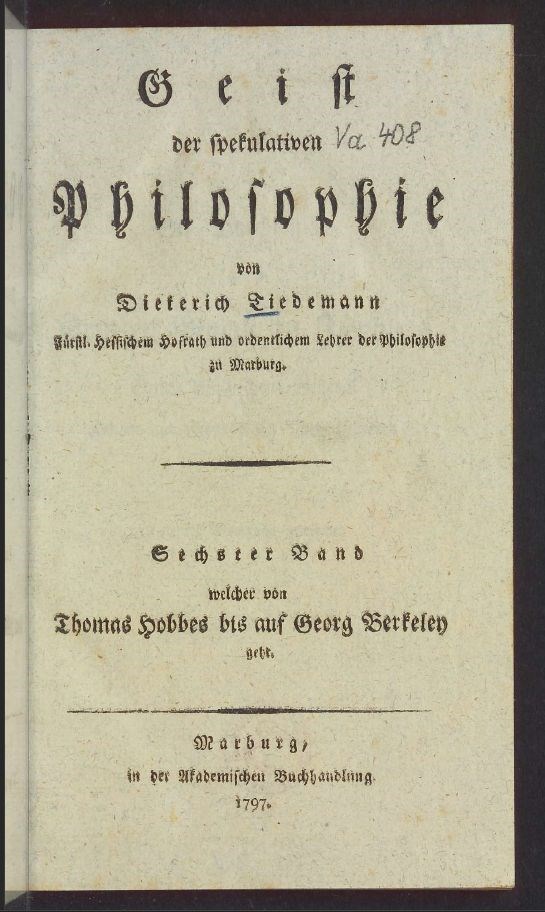 Geiſt
der ſpekulativen Va 408
Philoſophie
von
Dieterich Tiedemann
Fürſtl. Heſſiſchem Hofrath und ordentlichem Lehrer der Philoſophie
zu Marburg.
Sechster Band
welcher von
Thomas Hobbes bis auf Georg Berkeley
geht.
Marburg,
in der Akademiſchen Buchhandlung.
1797.